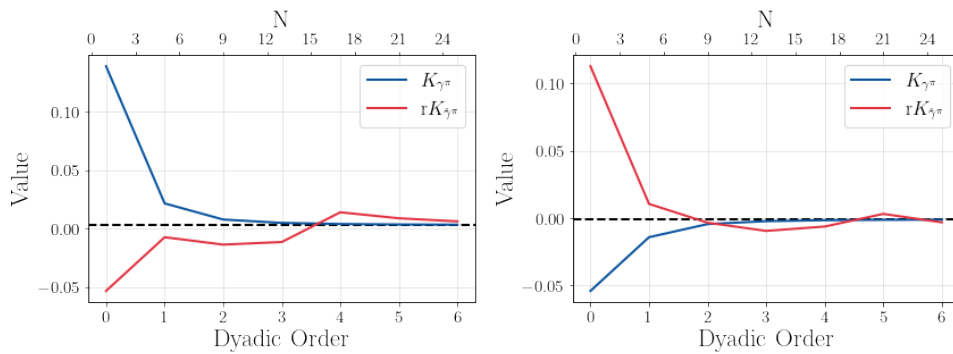 N
0 3 6 9 12 15 18 21 24
0.10
0.05
0.00
−0.05
Value
K_{γ^π}
rK_{γ̂^π}
0 1 2 3 4 5 6
Dyadic Order
N
0 3 6 9 12 15 18 21 24
0.10
0.05
0.00
−0.05
Value
K_{γ^π}
rK_{γ̂^π}
0 1 2 3 4 5 6
Dyadic Order